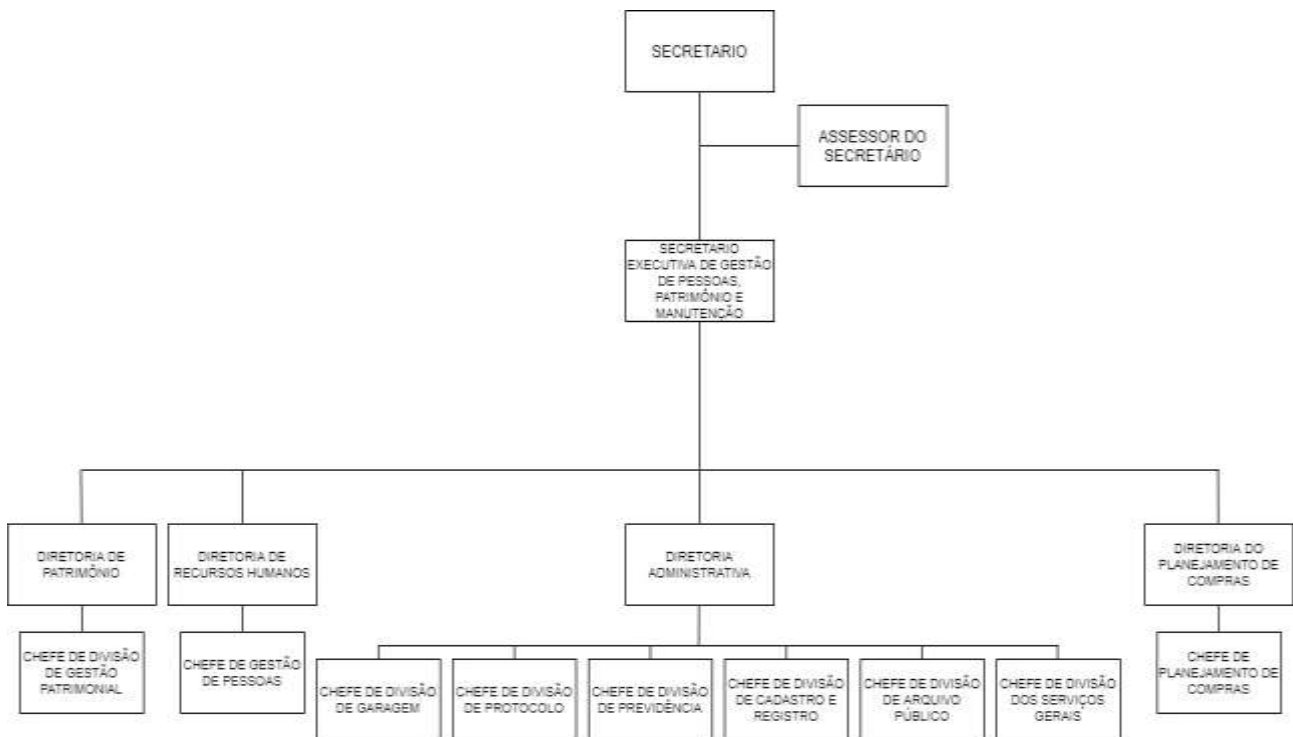 SECRETARIO
ASSESSOR DO
SECRETÁRIO
SECRETARIO
EXECUTIVA DE GESTÃO
DE PESSOAS,
PATRIMÔNIO E
MANUTENÇÃO
DIRETORIA DE
PATRIMÔNIO
DIRETORIA DE
RECURSOS HUMANOS
DIRETORIA
ADMINISTRATIVA
DIRETORIA DO
PLANEJAMENTO DE
COMPRAS
CHEFE DE DIVISÃO
DE GESTÃO
PATRIMONIAL
CHEFE DE GESTÃO
DE PESSOAS
CHEFE DE DIVISÃO
DE GARAGEM
CHEFE DE DIVISÃO
DE PROTOCOLO
CHEFE DE DIVISÃO
DE PREVIDÊNCIA
CHEFE DE DIVISÃO
DE CADASTRO E
REGISTRO
CHEFE DE DIVISÃO
DE ARQUIVO
PÚBLICO
CHEFE DE DIVISÃO
DOS SERVIÇOS
GERAIS
CHEFE DE
PLANEJAMENTO DE
COMPRAS